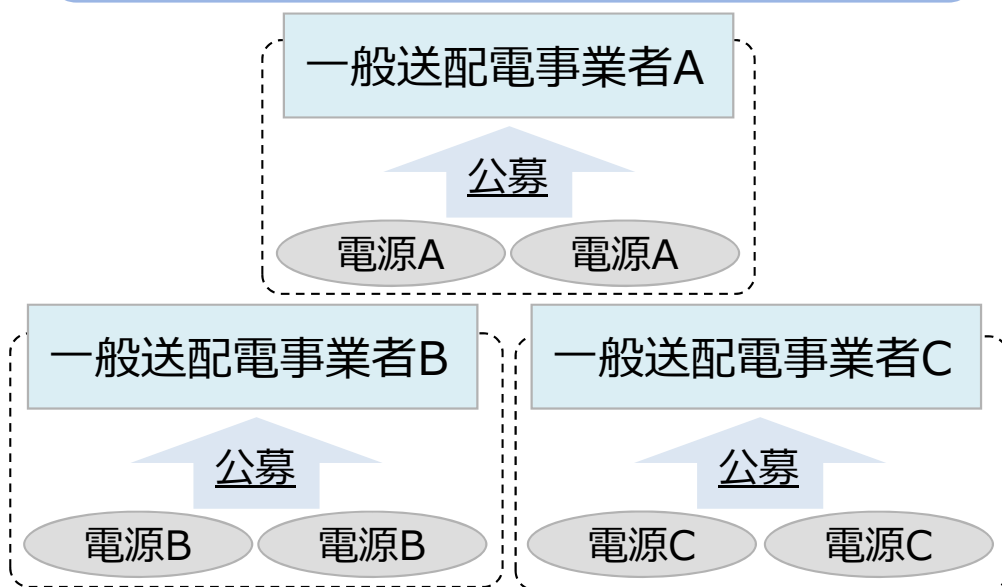 一般送配電事業者A
公募
電源A 電源A
一般送配電事業者B 一般送配電事業者C
公募 公募
電源B 電源B 電源C 電源C